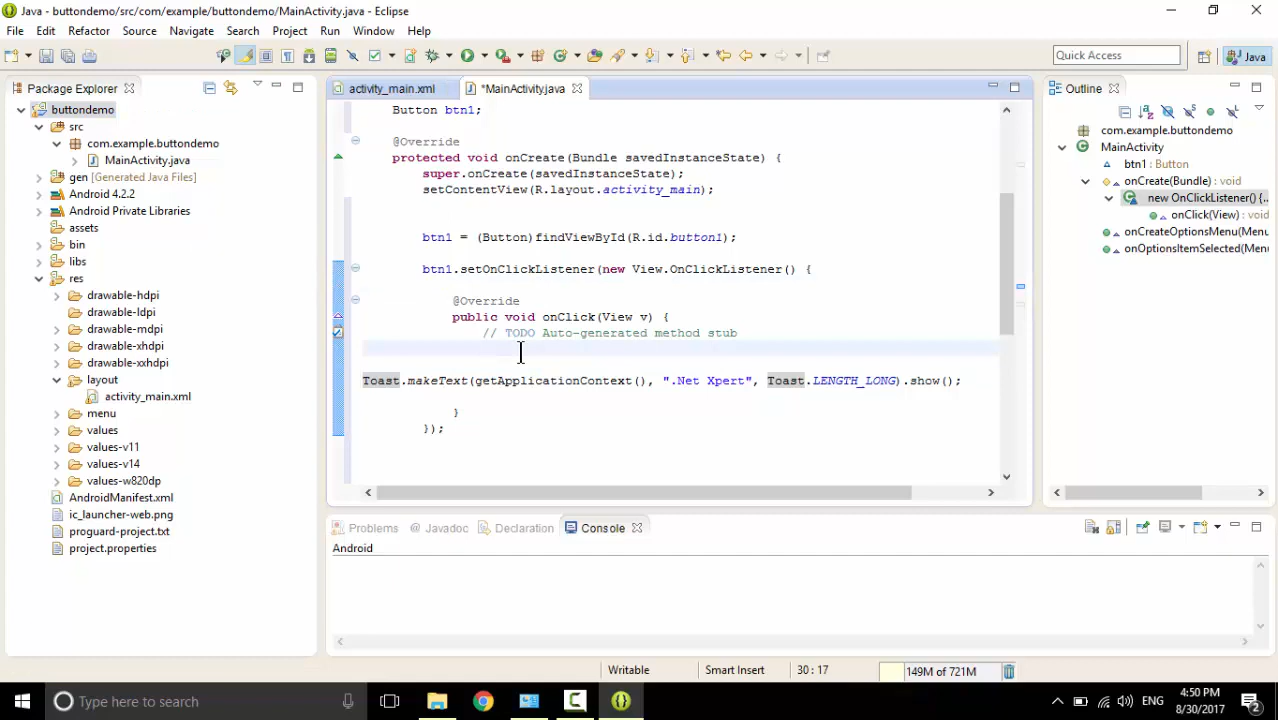 Java - buttondemo/src/com/example/buttondemo/MainActivity.java - Eclipse
File Edit Refactor Source Navigate Search Project Run Window Help
Quick Access
Java
Package Explorer
activity_main.xml
*MainActivity.java
Outline
buttondemo
src
com.example.buttondemo
MainActivity.java
gen [Generated Java Files]
Android 4.2.2
Android Private Libraries
assets
bin
libs
res
drawable-hdpi
drawable-ldpi
drawable-mdpi
drawable-xhdpi
drawable-xxhdpi
layout
activity_main.xml
menu
values
values-v11
values-v14
values-w820dp
AndroidManifest.xml
ic_launcher-web.png
proguard-project.txt
project.properties
Button btn1;
@Override
protected void onCreate(Bundle savedInstanceState) {
super.onCreate(savedInstanceState);
setContentView(R.layout.activity_main);
btn1 = (Button)findViewById(R.id.button1);
btn1.setOnClickListener(new View.OnClickListener() {
@Override
public void onClick(View v) {
// TODO Auto-generated method stub
Toast.makeText(getApplicationContext(), ".Net Xpert", Toast.LENGTH_LONG).show();
}
});
com.example.buttondemo
MainActivity
btn1 : Button
onCreate(Bundle) : void
new OnClickListener() {...
onClick(View) : void
onCreateOptionsMenu(Menu
onOptionsItemSelected(Men
Problems
@ Javadoc
Declaration
Console
Android
Writable
Smart Insert
30 : 17
149M of 721M
Type here to search
ENG
4:50 PM
8/30/2017
2